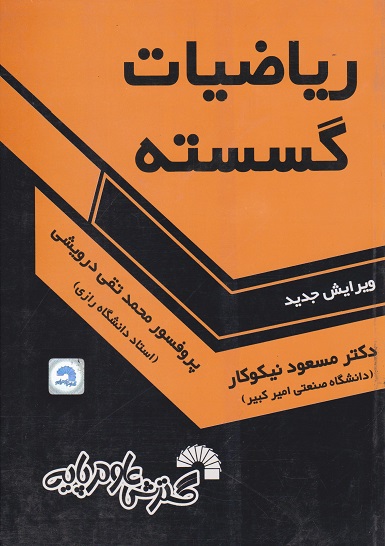 ریاضیات
گسسته
ویرایش جدید
پروفسور محمد تقی درویشی
(استاد دانشگاه رازی)
دکتر مسعود نیکوکار
(دانشگاه صنعتی امیر کبیر)
گسترش علوم پایه